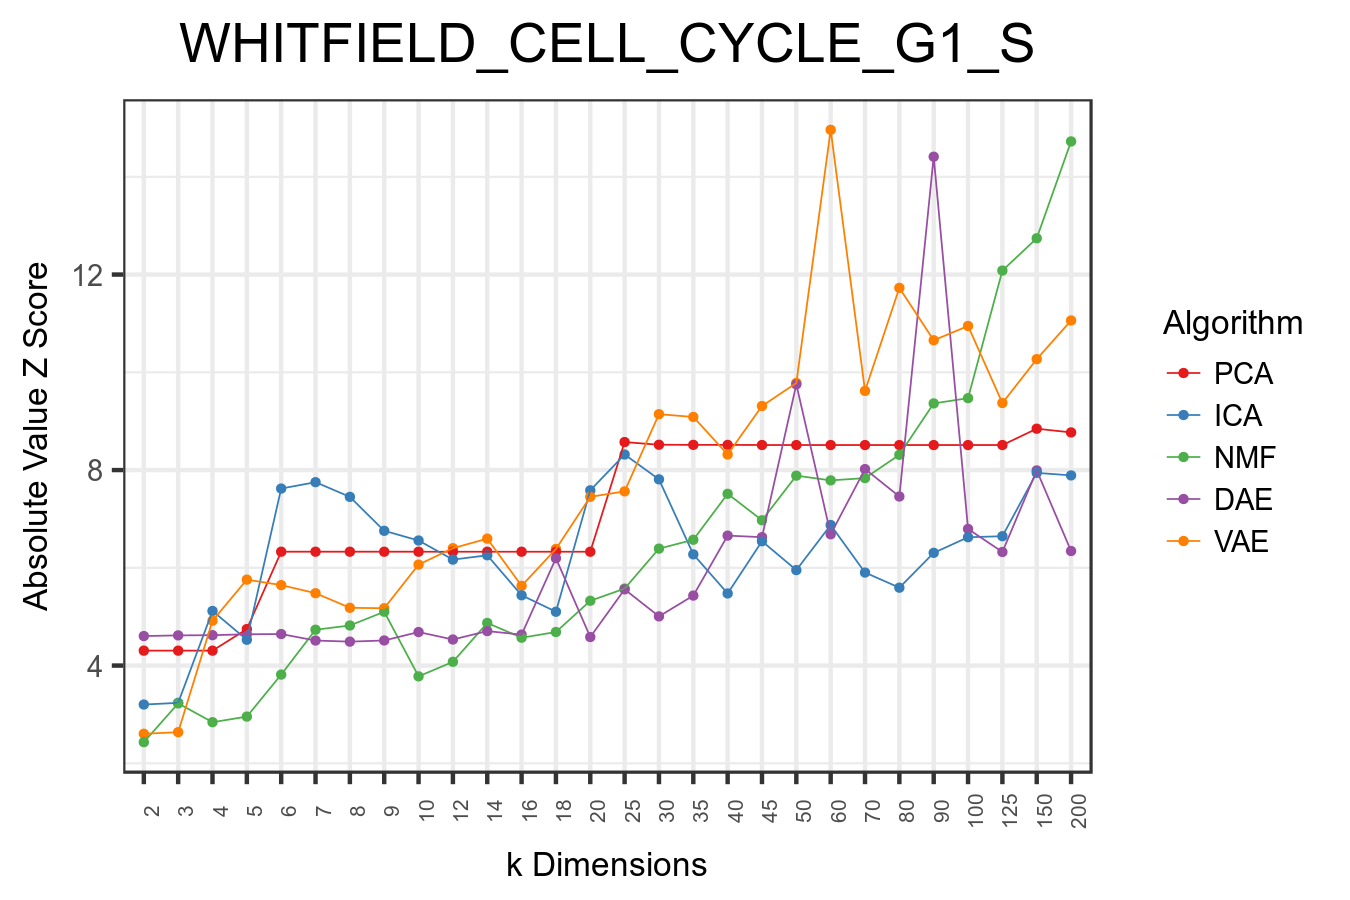 WHITFIELD_CELL_CYCLE_G1_S
Absolute Value Z Score
12
8
4
2 3 4 5 6 7 8 9 10 12 14 16 18 20 25 30 35 40 45 50 60 70 80 90 100 125 150 200
k Dimensions
Algorithm
PCA
ICA
NMF
DAE
VAE